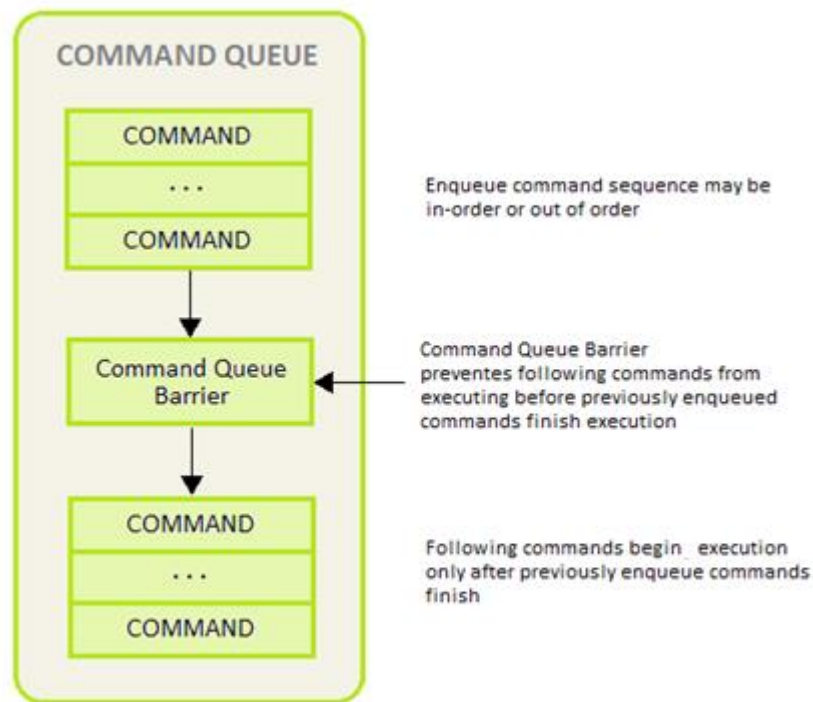 COMMAND QUEUE
COMMAND
...
COMMAND
Enqueue command sequence may be
in-order or out of order
Command Queue
Barrier
Command Queue Barrier
preventes following commands from
executing before previously enqueued
commands finish execution
COMMAND
...
COMMAND
Following commands begin execution
only after previously enqueue commands
finish